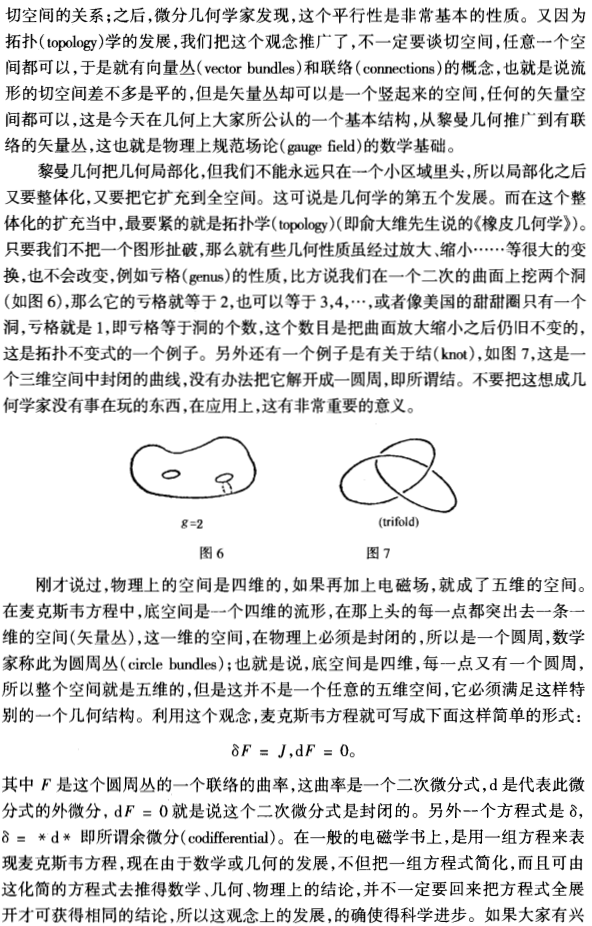 切空间的关系;之后,微分几何学家发现,这个平行性是非常基本的性质。又因为
拓扑(topology)学的发展,我们把这个观念推广了,不一定要谈切空间,任意一个空
间都可以,于是就有向量丛(vector bundles)和联络(connections)的概念,也就是说流
形的切空间差不多是平的,但是矢量丛却可以是一个竖起来的空间,任何的矢量空
间都可以,这是今天在几何上大家所公认的一个基本结构,从黎曼几何推广到有联
络的矢量丛,这也就是物理上规范场论(gauge field)的数学基础。
黎曼几何把几何局部化,但我们不能永远只在一个小区域里头,所以局部化之后
又要整体化,又要把它扩充到全空间。这可说是几何学的第五个发展。而在这个整
体化的扩充当中,最要紧的就是拓扑学(topology)(即俞大维先生说的《橡皮几何学》)。
只要我们不把一个图形扯破,那么就有些几何性质虽经过放大、缩小……等很大的变
换,也不会改变,例如亏格(genus)的性质,比方说我们在一个二次的曲面上挖两个洞
(如图6),那么它的亏格就等于2,也可以等于3,4,…,或者像美国的甜甜圈只有一个
洞,亏格就是1,即亏格等于洞的个数,这个数目是把曲面放大缩小之后仍旧不变的,
这是拓扑不变式的一个例子。另外还有一个例子是有关于结(knot),如图7,这是一
个三维空间中封闭的曲线,没有办法把它解开成一圆周,即所谓结。不要把这想成几
何学家没有事在玩的东西,在应用上,这有非常重要的意义。
g=2
(trifold)
图6
图7
刚才说过,物理上的空间是四维的,如果再加上电磁场,就成了五维的空间。
在麦克斯韦方程中,底空间是一个四维的流形,在那上头的每一点都突出去一条一
维的空间(矢量丛),这一维的空间,在物理上必须是封闭的,所以是一个圆周,数学
家称此为圆周丛(circle bundles);也就是说,底空间是四维,每一点又有一个圆周,
所以整个空间就是五维的,但是这并不是一个任意的五维空间,它必须满足这样特
别的一个几何结构。利用这个观念,麦克斯韦方程就可写成下面这样简单的形式:
δF = J,dF = 0。
其中 F 是这个圆周丛的一个联络的曲率,这曲率是一个二次微分式,d 是代表此微
分式的外微分, dF = 0 就是说这个二次微分式是封闭的。另外--个方程式是 δ,
δ = *d* 即所谓余微分(codifferential)。在一般的电磁学书上,是用一组方程来表
现麦克斯韦方程,现在由于数学或几何的发展,不但把一组方程式简化,而且可由
这化简的方程式去推得数学、几何、物理上的结论,并不一定要回来把方程式全展
开才可获得相同的结论,所以这观念上的发展,的确使得科学进步。如果大家有兴